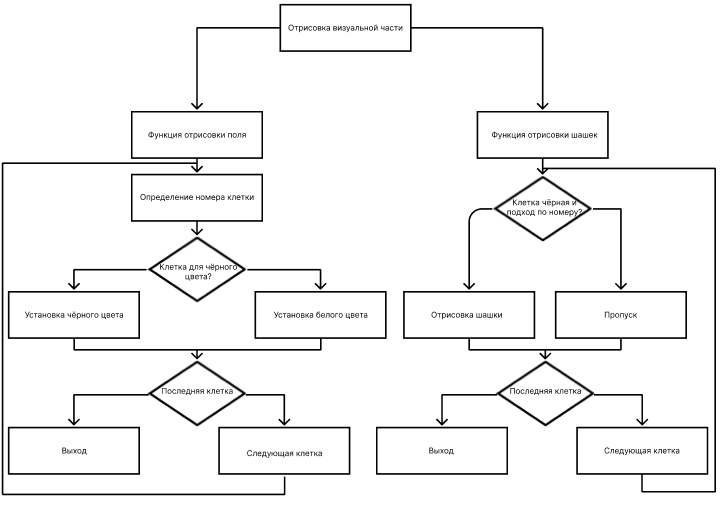 Отрисовка визуальной части
Функция отрисовки поля
Функция отрисовки шашек
Определение номера клетки
Клетка чёрная и
подход по номеру?
Клетка для чёрного
цвета?
Установка чёрного цвета
Установка белого цвета
Отрисовка шашки
Пропуск
Последняя клетка
Последняя клетка
Выход
Следующая клетка
Выход
Следующая клетка